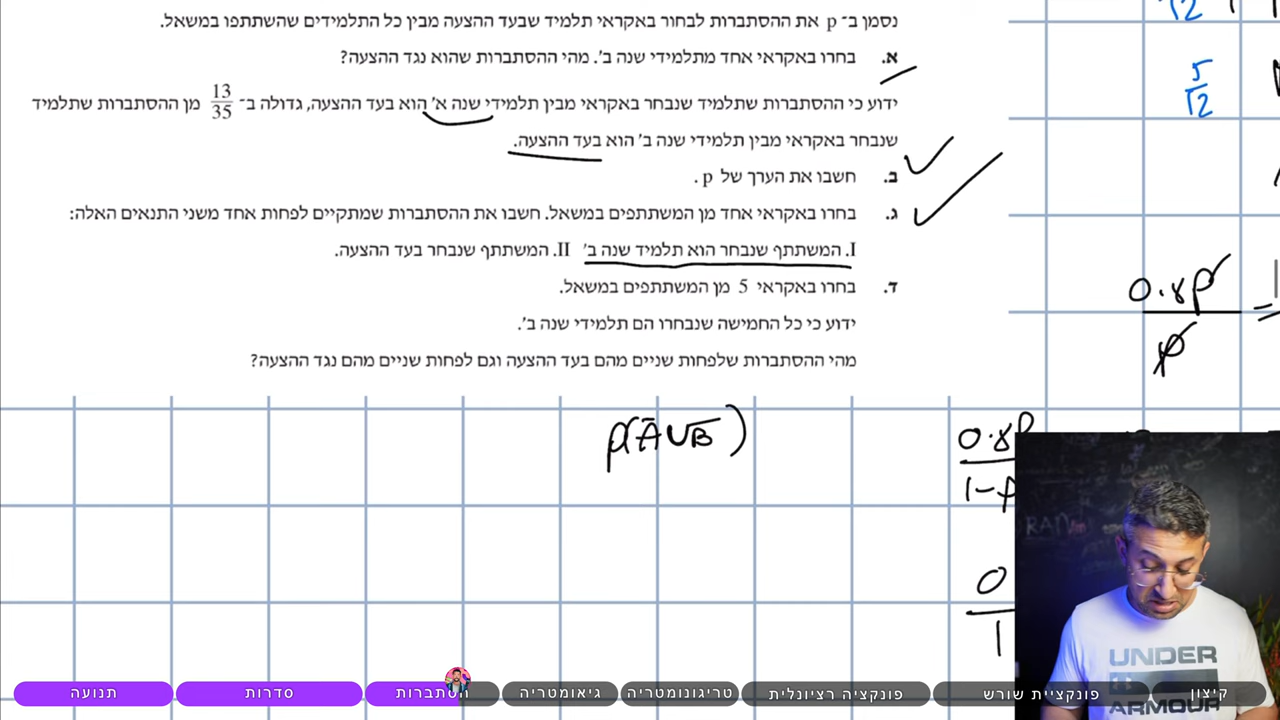 נסמן ב־ p את ההסתברות לבחור באקראי תלמיד שבעד ההצעה מבין כל התלמידים שהשתתפו במשאל.
א. בחרו באקראי אחד מתלמידי שנה ב'. מהי ההסתברות שהוא נגד ההצעה?
ידוע כי ההסתברות שתלמיד שנבחר באקראי מבין תלמידי שנה א' הוא בעד ההצעה, גדולה ב־ 13/35 מן ההסתברות שתלמיד
שנבחר באקראי מבין תלמידי שנה ב' הוא בעד ההצעה.
ב. חשבו את הערך של p.
ג. בחרו באקראי אחד מן המשתתפים במשאל. חשבו את ההסתברות שמתקיים לפחות אחד משני התנאים האלה:
I. המשתתף שנבחר הוא תלמיד שנה ב' II. המשתתף שנבחר בעד ההצעה.
ד. בחרו באקראי 5 מן המשתתפים במשאל.
ידוע כי כל החמישה שנבחרו הם תלמידי שנה ב'.
מהי ההסתברות שלפחות שניים מהם בעד ההצעה וגם לפחות שניים מהם נגד ההצעה?
5/12
0.8p/p =
p(Ā∪B)
0.8p
1-p
0
1
UNDER
ARMOUR
קיצון
פונקציית שורש
פונקציה רציונלית
טריגונומטריה
גיאומטריה
סדרות
תנועה